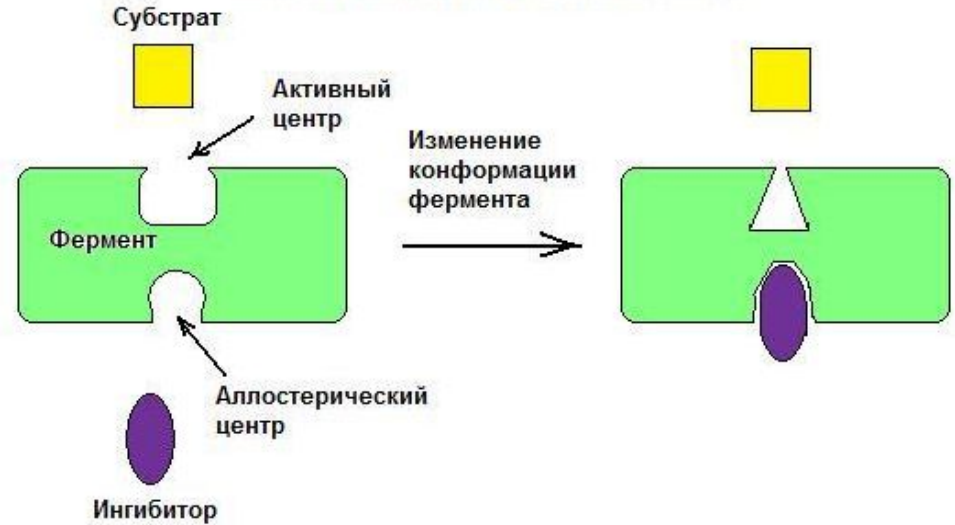 Субстрат
Активный
центр
Изменение
конформации
фермента
Фермент
Аллостерический
центр
Ингибитор